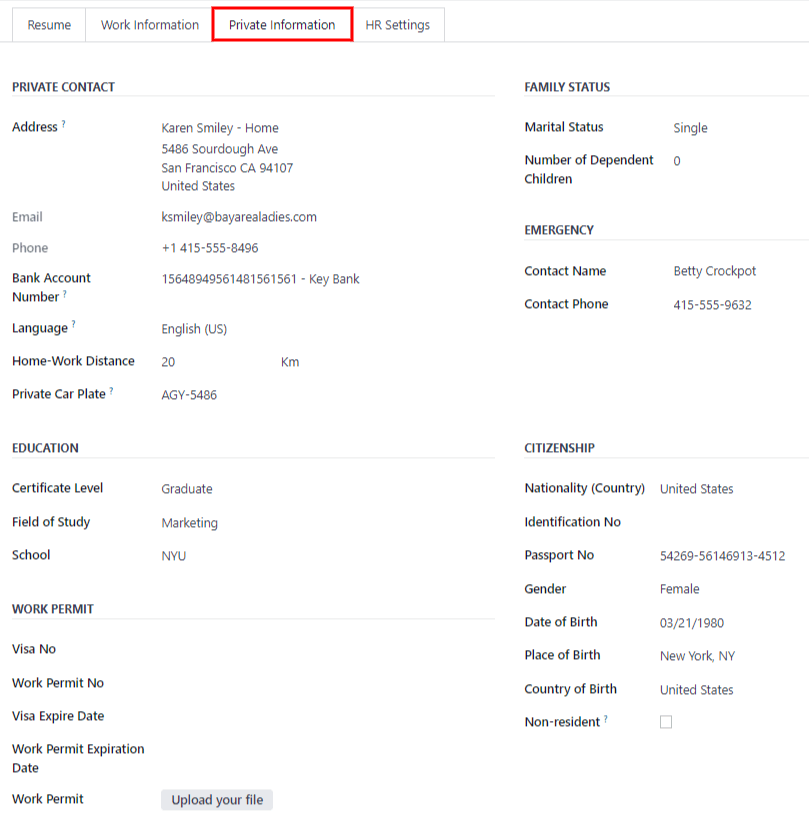 Resume Work Information Private Information HR Settings
PRIVATE CONTACT
Address ?
Karen Smiley - Home
5486 Sourdough Ave
San Francisco CA 94107
United States
Email ksmiley@bayarealadies.com
Phone +1 415-555-8496
Bank Account
Number ?
15648949561481561561 - Key Bank
Language ? English (US)
Home-Work Distance 20 Km
Private Car Plate ? AGY-5486
FAMILY STATUS
Marital Status Single
Number of Dependent
Children
0
EMERGENCY
Contact Name Betty Crockpot
Contact Phone 415-555-9632
EDUCATION
Certificate Level Graduate
Field of Study Marketing
School NYU
WORK PERMIT
Visa No
Work Permit No
Visa Expire Date
Work Permit Expiration
Date
Work Permit Upload your file
CITIZENSHIP
Nationality (Country) United States
Identification No
Passport No 54269-56146913-4512
Gender Female
Date of Birth 03/21/1980
Place of Birth New York, NY
Country of Birth United States
Non-resident ?